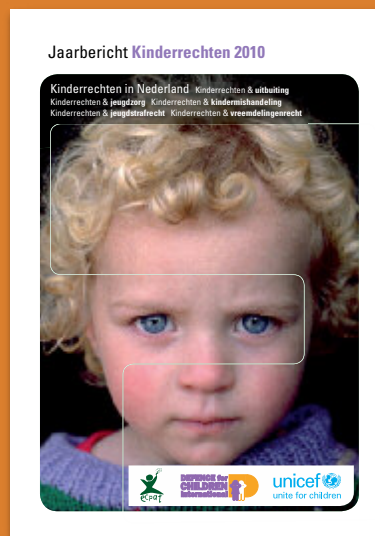 Jaarbericht Kinderrechten 2010
Kinderrechten in Nederland Kinderrechten & uitbuiting
Kinderrechten & jeugdzorg Kinderrechten & kindermishandeling
Kinderrechten & jeugdstrafrecht Kinderrechten & vreemdelingenrecht
ecpat
DEFENCE for
CHILDREN
International
unicef
unite for children